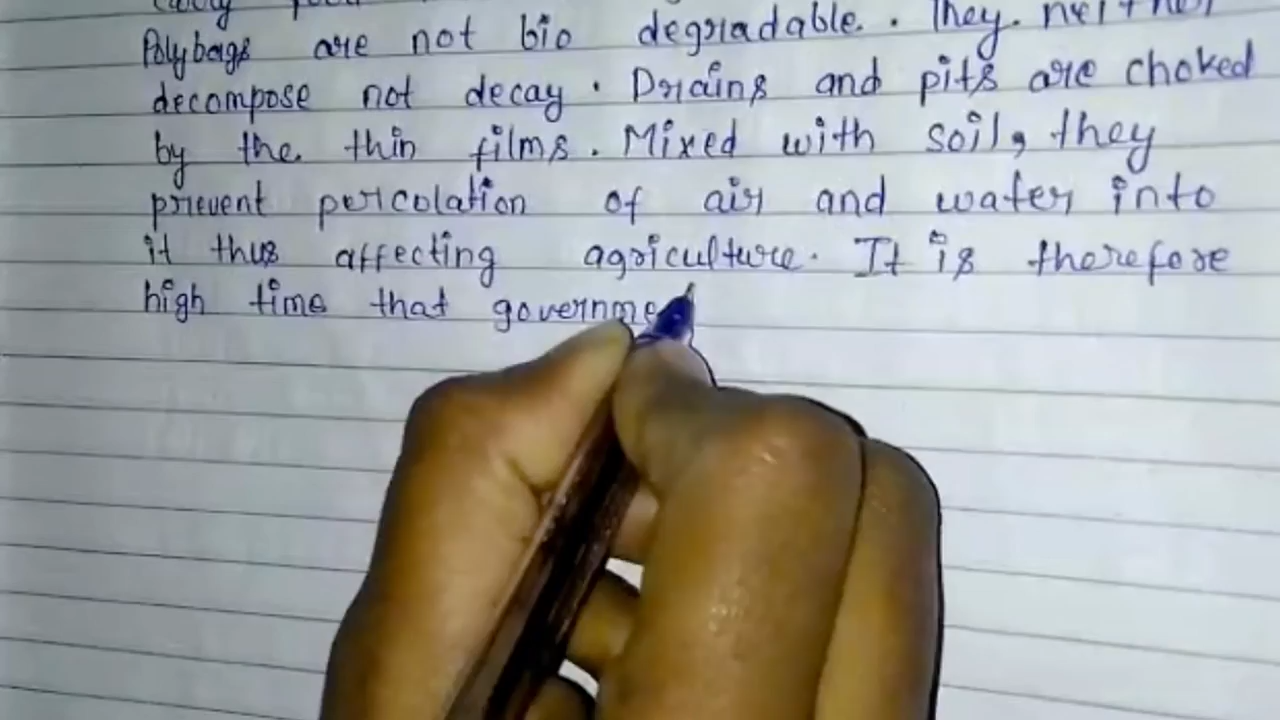 Polybags are not bio degradable. They neither
decompose not decay. Drains and pits are choked
by the thin films. Mixed with soil, they
prevent percolation of air and water into
it thus affecting agriculture. It is therefore
high time that governme